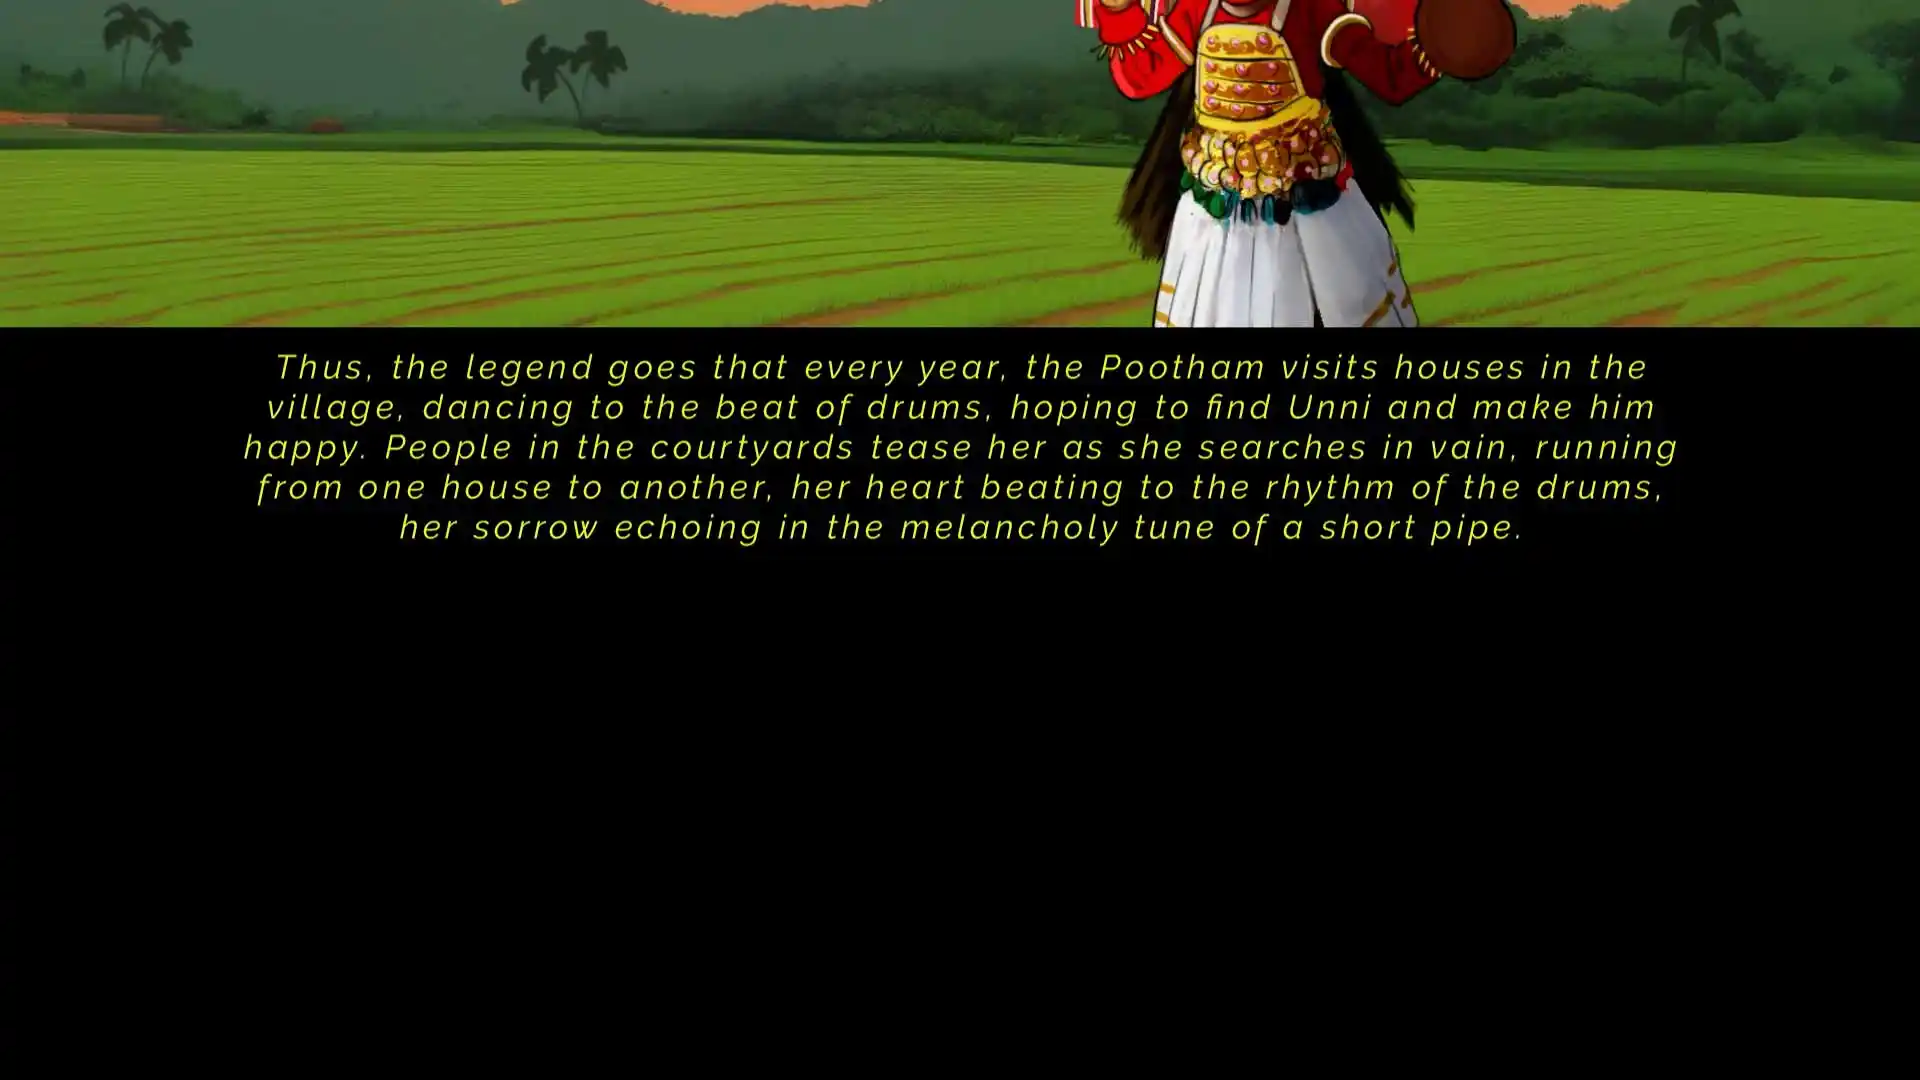 Thus, the legend goes that every year, the Pootham visits houses in the
village, dancing to the beat of drums, hoping to find Unni and make him
happy. People in the courtyards tease her as she searches in vain, running
from one house to another, her heart beating to the rhythm of the drums,
her sorrow echoing in the melancholy tune of a short pipe.